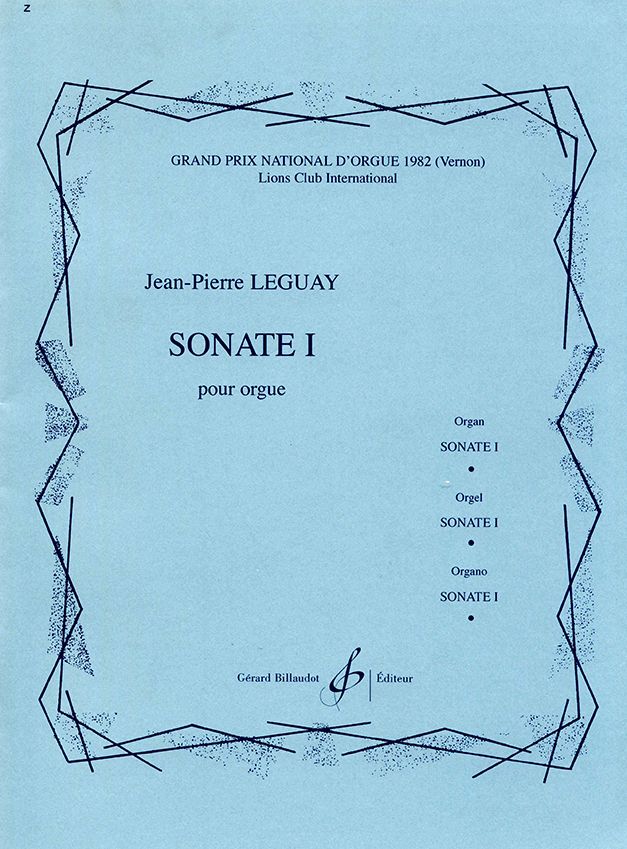 z
GRAND PRIX NATIONAL D'ORGUE 1982 (Vernon)
Lions Club International
Jean-Pierre LEGUAY
SONATE I
pour orgue
Organ
SONATE I
•
Orgel
SONATE I
•
Organo
SONATE I
•
Gérard Billaudot Éditeur